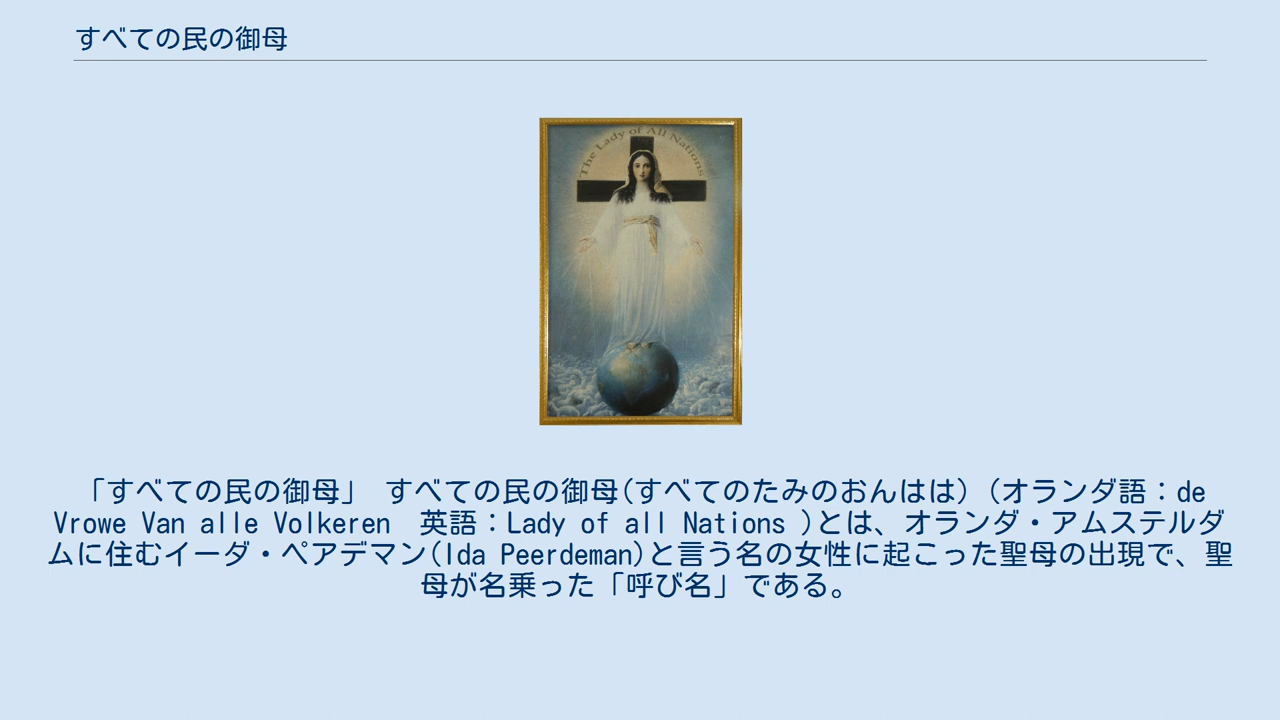 すべての民の御母
The Lady of All Nations
「すべての民の御母」 すべての民の御母(すべてのたみのおんはは) (オランダ語：de
Vrowe Van alle Volkeren　英語：Lady of all Nations )とは、オランダ・アムステルダ
ムに住むイーダ・ペアデマン(Ida Peerdeman)と言う名の女性に起こった聖母の出現で、聖
母が名乗った「呼び名」である。